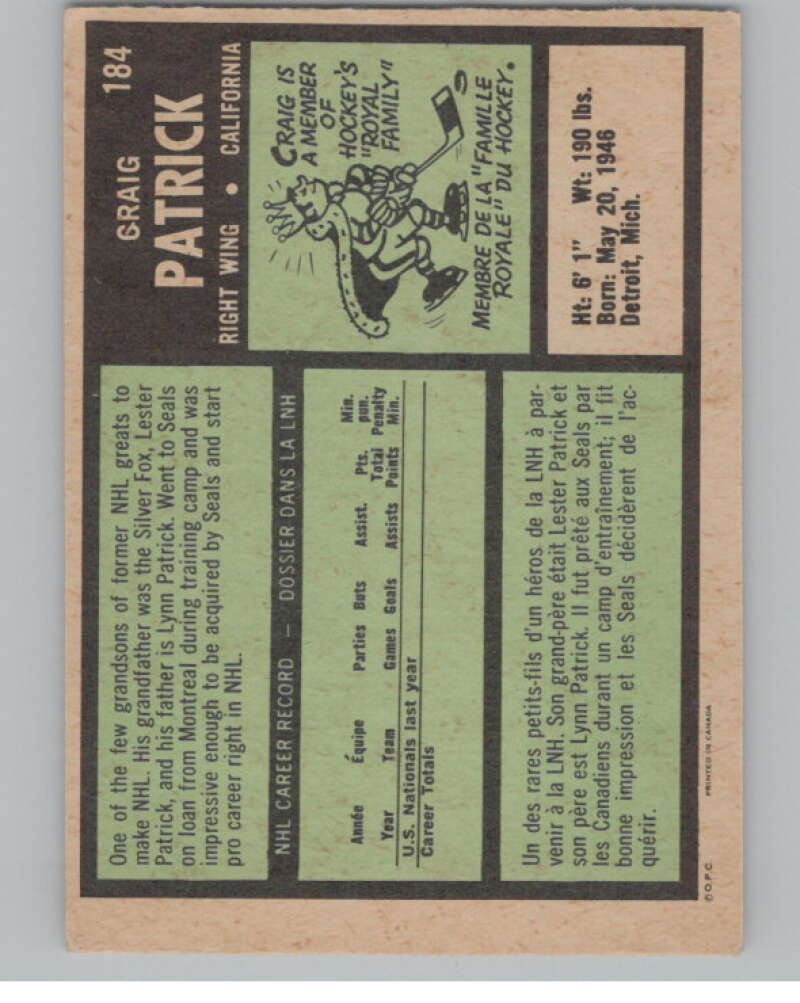 CRAIG 184
PATRICK
RIGHT WING • CALIFORNIA
One of the few grandsons of former NHL greats to
make NHL. His grandfather was the Silver Fox, Lester
Patrick, and his father is Lynn Patrick. Went to Seals
on loan from Montreal during training camp and was
impressive enough to be acquired by Seals and start
pro career right in NHL.
CRAIG IS
A MEMBER
OF
HOCKEY'S
"ROYAL
FAMILY"
MEMBRE DE LA "FAMILLE
ROYALE" DU HOCKEY.
NHL CAREER RECORD — DOSSIER DANS LA LNH
Min.
Pts. pun.
Année Équipe Parties Buts Assist. Total Penalty
Year Team Games Goals Assists Points Min.
U.S. Nationals last year
Career Totals
Ht: 6' 1" Wt: 190 lbs.
Born: May 20, 1946
Detroit, Mich.
Un des rares petits-fils d'un héros de la LNH à par-
venir à la LNH. Son grand-père était Lester Patrick et
son père est Lynn Patrick. Il fut prêté aux Seals par
les Canadiens durant un camp d'entraînement; il fit
bonne impression et les Seals décidèrent de l'ac-
quérir.
©O.P.C. PRINTED IN CANADA